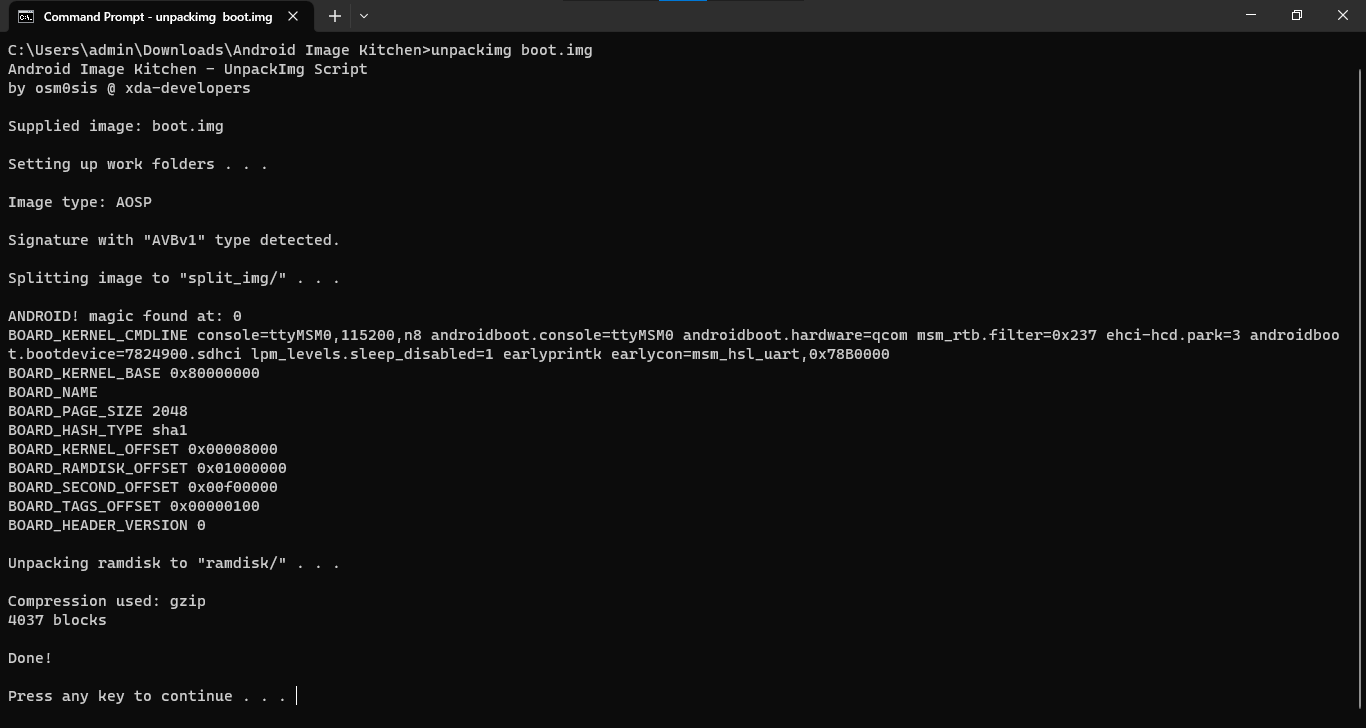 Command Prompt - unpackimg  boot.img
C:\Users\admin\Downloads\Android Image Kitchen>unpackimg boot.img
Android Image Kitchen - UnpackImg Script
by osm0sis @ xda-developers
Supplied image: boot.img
Setting up work folders . . .
Image type: AOSP
Signature with "AVBv1" type detected.
Splitting image to "split_img/" . . .
ANDROID! magic found at: 0
BOARD_KERNEL_CMDLINE console=ttyMSM0,115200,n8 androidboot.console=ttyMSM0 androidboot.hardware=qcom msm_rtb.filter=0x237 ehci-hcd.park=3 androidboo
t.bootdevice=7824900.sdhci lpm_levels.sleep_disabled=1 earlyprintk earlycon=msm_hsl_uart,0x78B0000
BOARD_KERNEL_BASE 0x80000000
BOARD_NAME
BOARD_PAGE_SIZE 2048
BOARD_HASH_TYPE sha1
BOARD_KERNEL_OFFSET 0x00008000
BOARD_RAMDISK_OFFSET 0x01000000
BOARD_SECOND_OFFSET 0x00f00000
BOARD_TAGS_OFFSET 0x00000100
BOARD_HEADER_VERSION 0
Unpacking ramdisk to "ramdisk/" . . .
Compression used: gzip
4037 blocks
Done!
Press any key to continue . . .